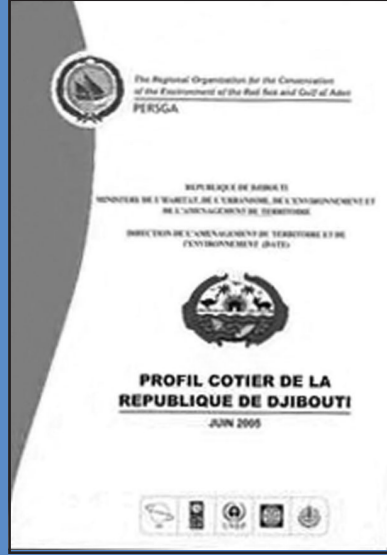 The Regional Organization for the Conservation
of the Environment of the Red Sea and Gulf of Aden
PERSGA
REPUBLIQUE DE DJIBOUTI
MINISTERE DE L'HABITAT, DE L'URBANISME, DE L'ENVIRONNEMENT ET
DE L'AMENAGEMENT DE TERRITOIRE
DIRECTION DE L'AMENAGEMENT DU TERRITOIRE ET DE
l'ENVIRONNEMENT (DATE)
PROFIL COTIER DE LA
REPUBLIQUE DE DJIBOUTI
JUIN 2005
UNEP